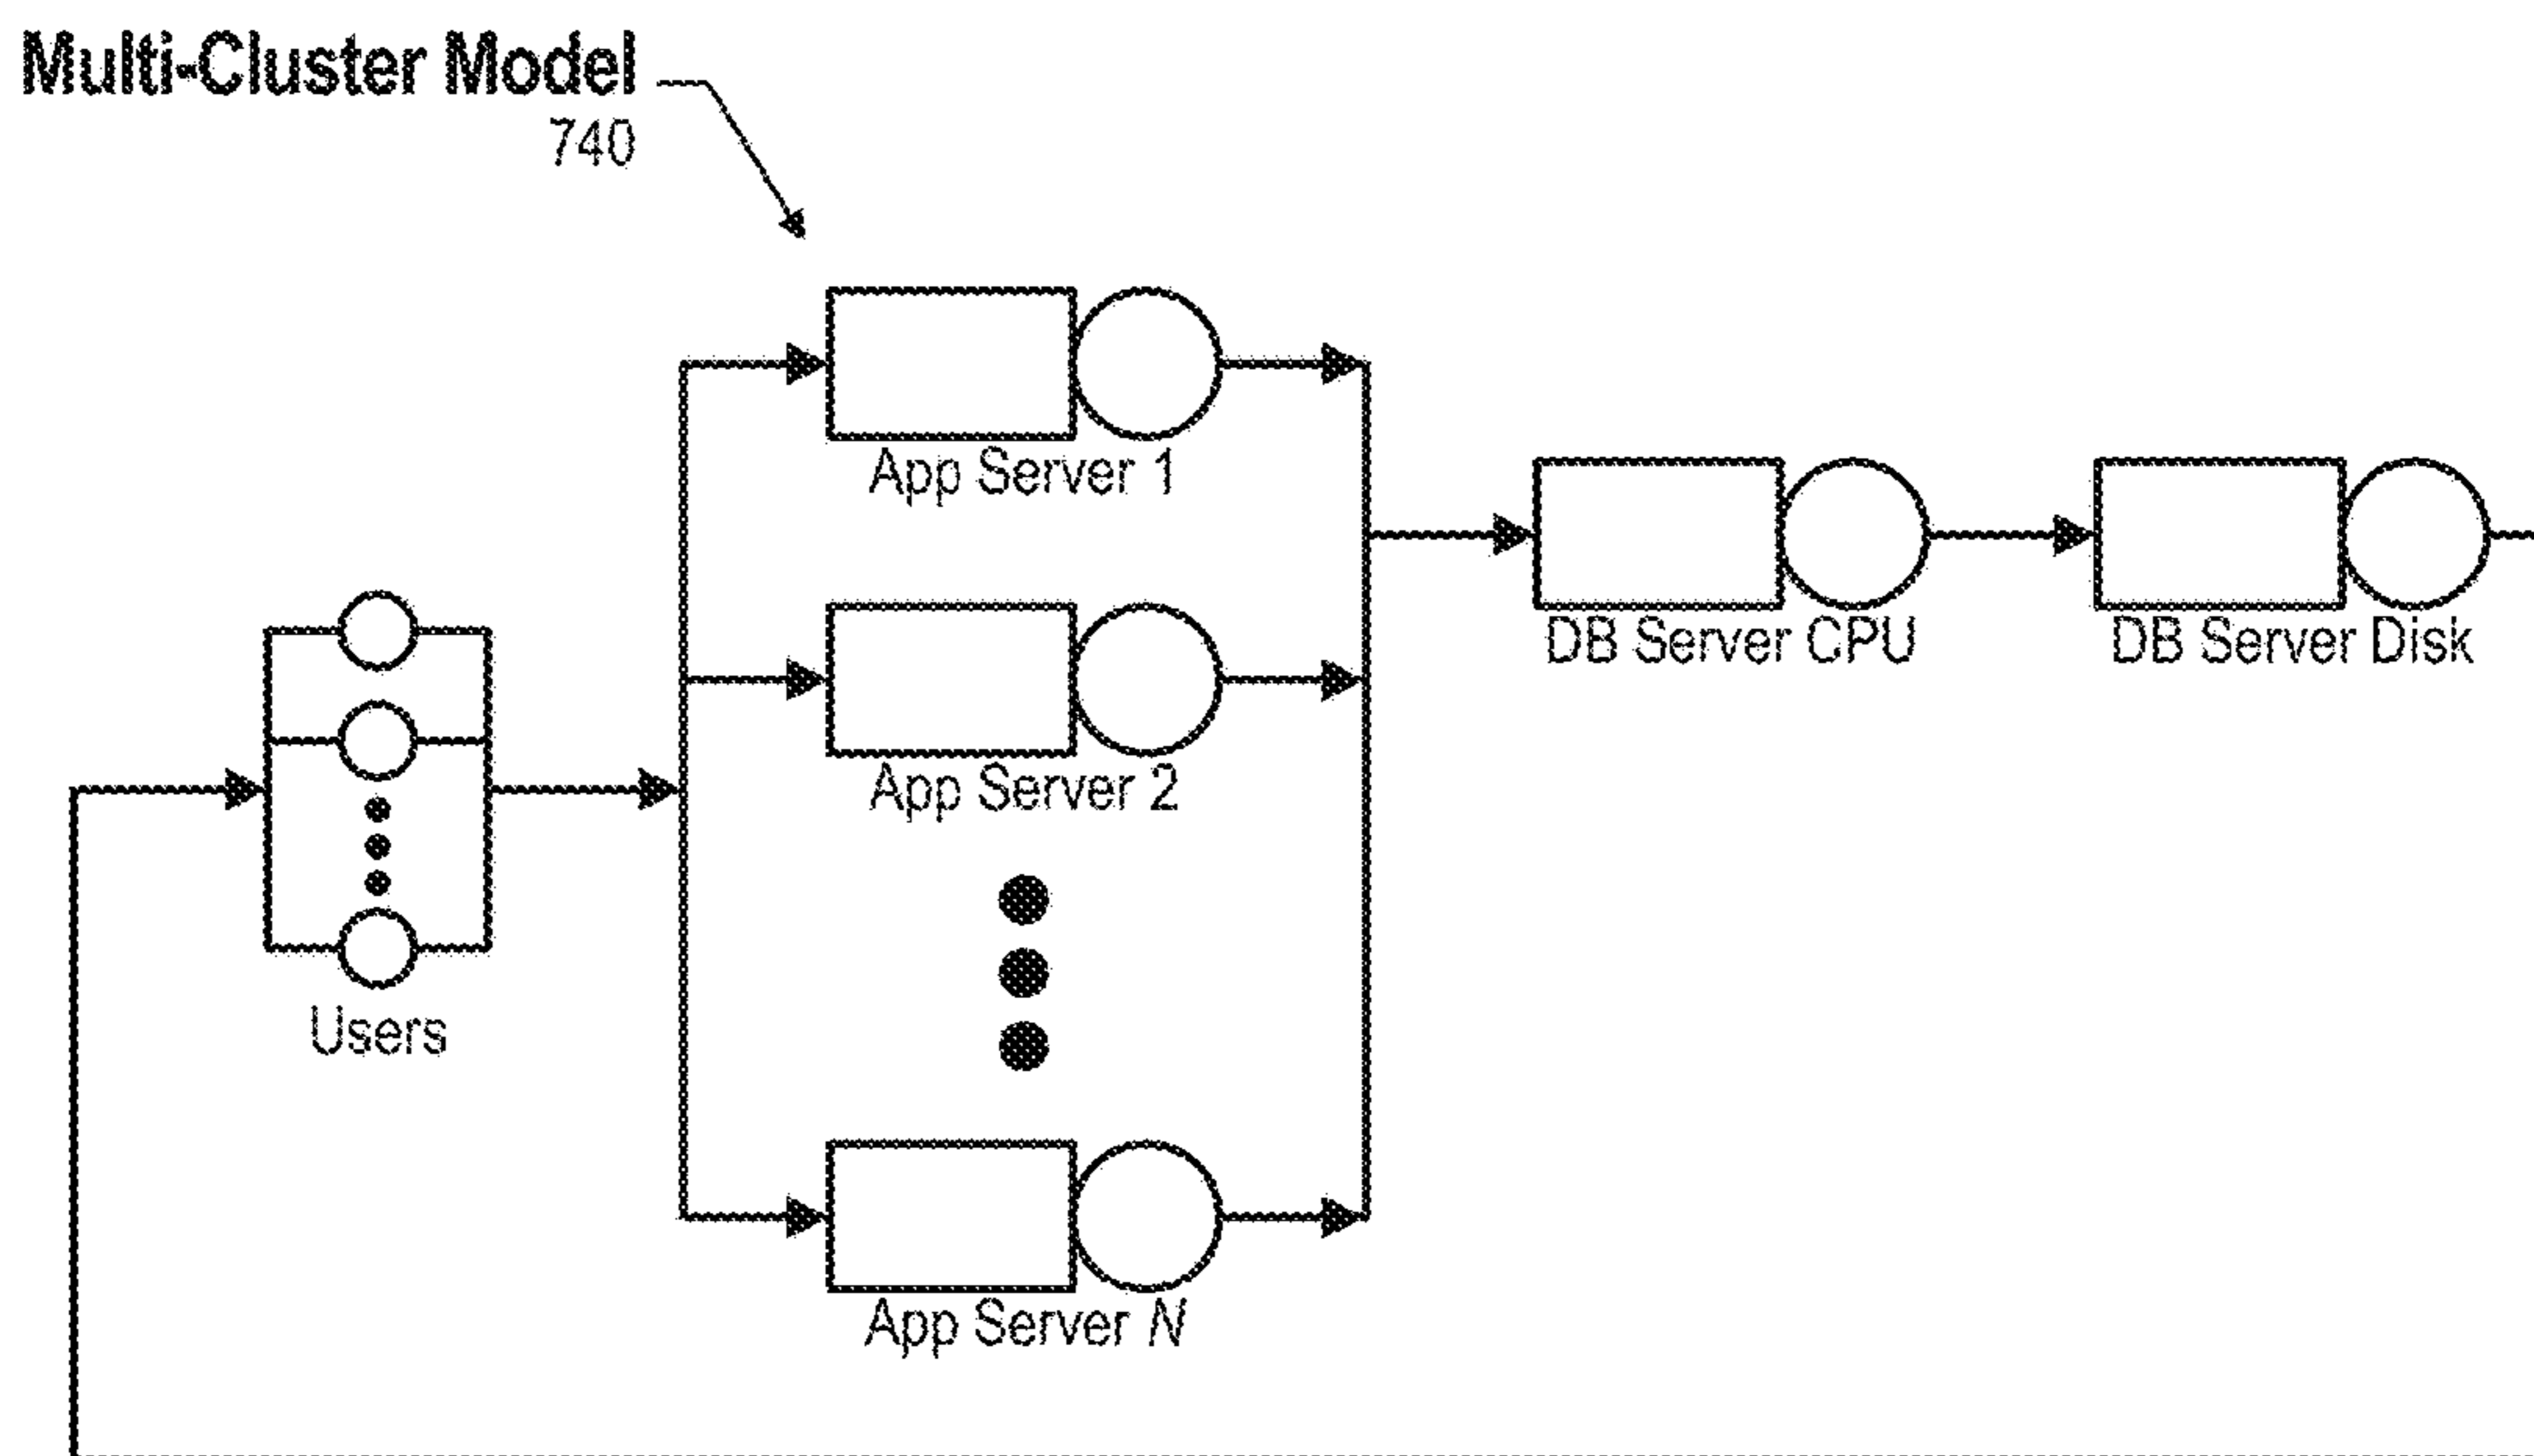 Multi-Cluster Model
740
App Server 1
DB Server CPU
DB Server Disk
App Server 2
Users
App Server N